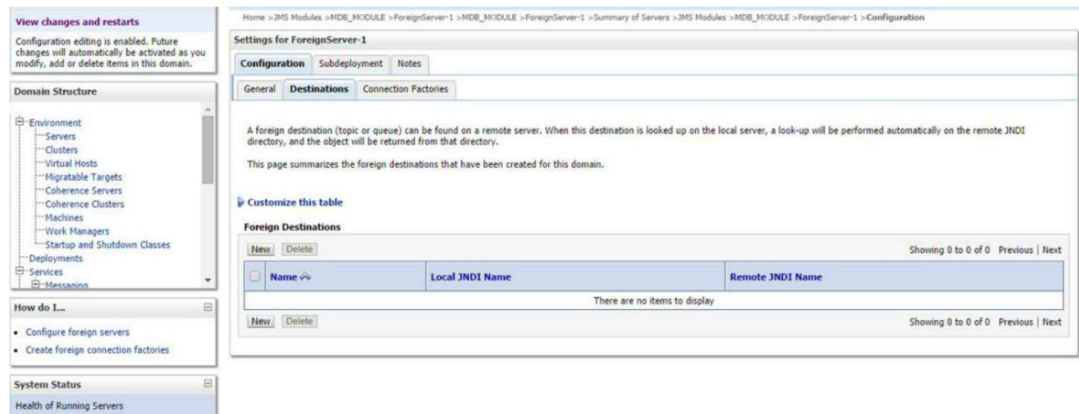 View changes and restarts
Configuration editing is enabled. Future
changes will automatically be activated as you
modify, add or delete items in this domain.
Domain Structure
Environment
Servers
Clusters
Virtual Hosts
Migratable Targets
Coherence Servers
Coherence Clusters
Machines
Work Managers
Startup and Shutdown Classes
Deployments
Services
Messaging
How do I...
Configure foreign servers
Create foreign connection factories
System Status
Health of Running Servers
Home >JMS Modules >MDB_MODULE >ForeignServer-1 >MDB_MODULE >ForeignServer-1 >Summary of Servers >JMS Modules >MDB_MODULE >ForeignServer-1 >Configuration
Settings for ForeignServer-1
Configuration Subdeployment Notes
General Destinations Connection Factories
A foreign destination (topic or queue) can be found on a remote server. When this destination is looked up on the local server, a look-up will be performed automatically on the remote JNDI
directory, and the object will be returned from that directory.
This page summarizes the foreign destinations that have been created for this domain.
Customize this table
Foreign Destinations
New Delete Showing 0 to 0 of 0 Previous | Next
Name Local JNDI Name Remote JNDI Name
There are no items to display
New Delete Showing 0 to 0 of 0 Previous | Next